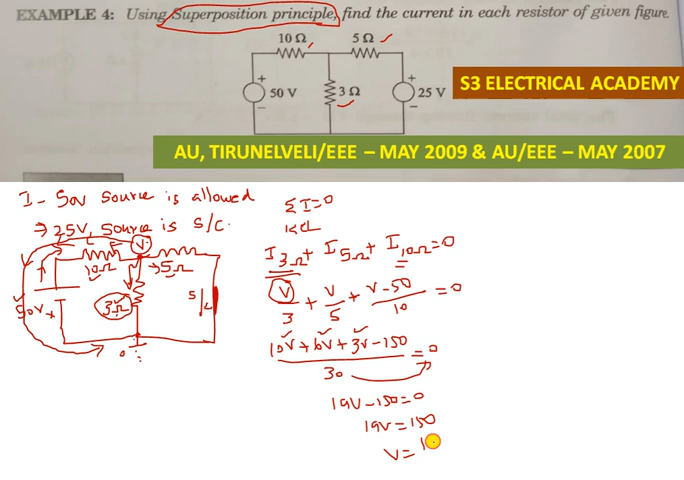 EXAMPLE 4: Using Superposition principle, find the current in each resistor of given figure.
10 Ω 5 Ω
+ +
50 V 3 Ω 25 V
− −
S3 ELECTRICAL ACADEMY
AU, TIRUNELVELI/EEE – MAY 2009 & AU/EEE – MAY 2007
I - 50V Source is allowed
⇒ 25V, Source is S/C.
V
10Ω → 5Ω
50V 3Ω S/C
0
ΣI=0
KCL
I3Ω + I5Ω + I10Ω = 0
V/3 + V/5 + (V-50)/10 = 0
(10V + 6V + 3V - 150)/30 = 0
19V - 150 = 0
19V = 150
V = 1